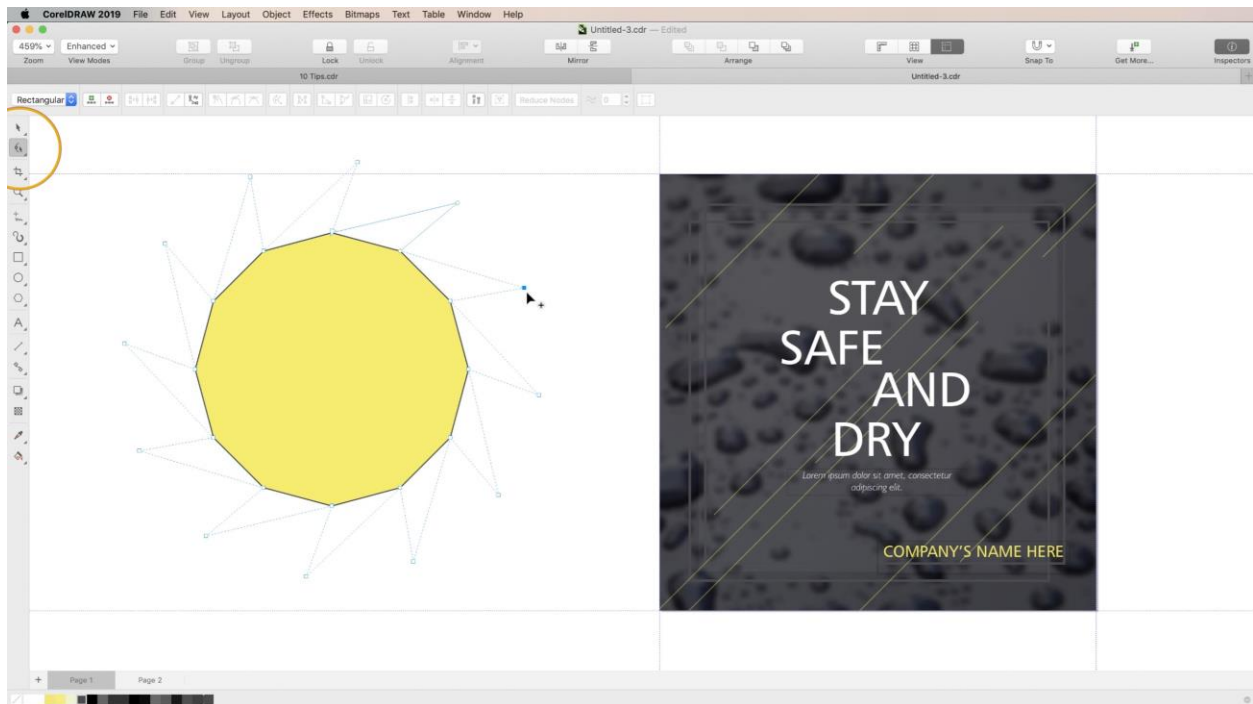 CorelDRAW 2019 File Edit View Layout Object Effects Bitmaps Text Table Window Help
Untitled-3.cdr — Edited
459% Enhanced
Zoom View Modes Group Ungroup Lock Unlock Alignment Mirror Arrange View Snap To Get More... Inspectors
10 Tips.cdr Untitled-3.cdr
Rectangular Reduce Nodes 0
STAY
SAFE
AND
DRY
Lorem ipsum dolor sit amet, consectetur
adipiscing elit.
COMPANY'S NAME HERE
Page 1 Page 2